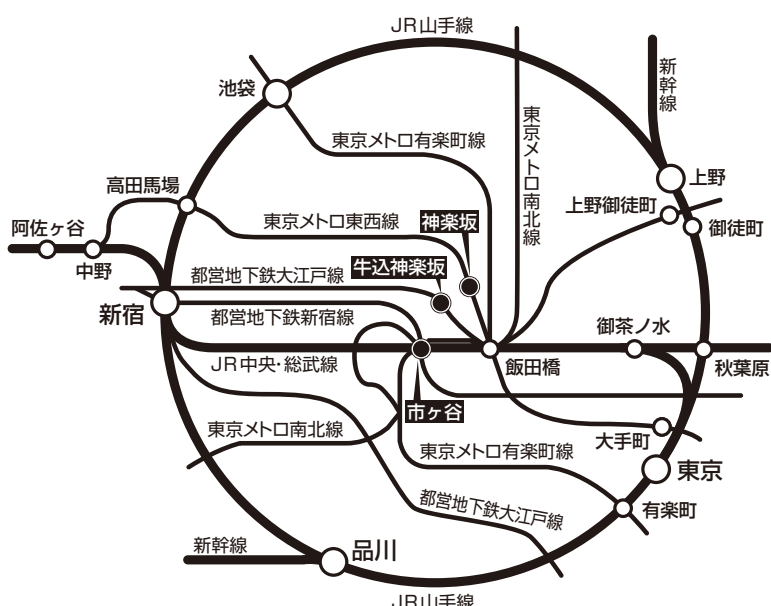 JR山手線
新幹線
池袋
東京メトロ有楽町線
東京メトロ南北線
上野
高田馬場
神楽坂
上野御徒町
東京メトロ東西線
御徒町
阿佐ヶ谷
中野
牛込神楽坂
都営地下鉄大江戸線
新宿
都営地下鉄新宿線
御茶ノ水
JR中央・総武線
飯田橋
秋葉原
市ヶ谷
東京メトロ南北線
大手町
東京メトロ有楽町線
東京
都営地下鉄大江戸線
有楽町
新幹線
品川
JR山手線